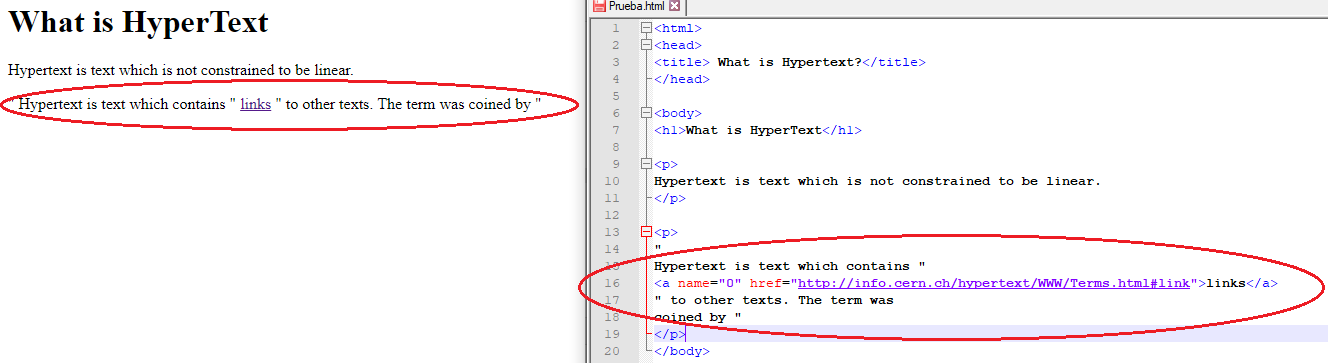 What is HyperText
Hypertext is text which is not constrained to be linear.
" Hypertext is text which contains " links " to other texts. The term was coined by "
Prueba.html
1 <html>
2 <head>
3 <title> What is Hypertext?</title>
4 </head>
5
6 <body>
7 <h1>What is HyperText</h1>
8
9 <p>
10 Hypertext is text which is not constrained to be linear.
11 </p>
12
13 <p>
14 "
15 Hypertext is text which contains "
16 <a name="0" href="http://info.cern.ch/hypertext/WWW/Terms.html#link">links</a>
17 " to other texts. The term was
18 coined by "
19 </p>
20 </body>